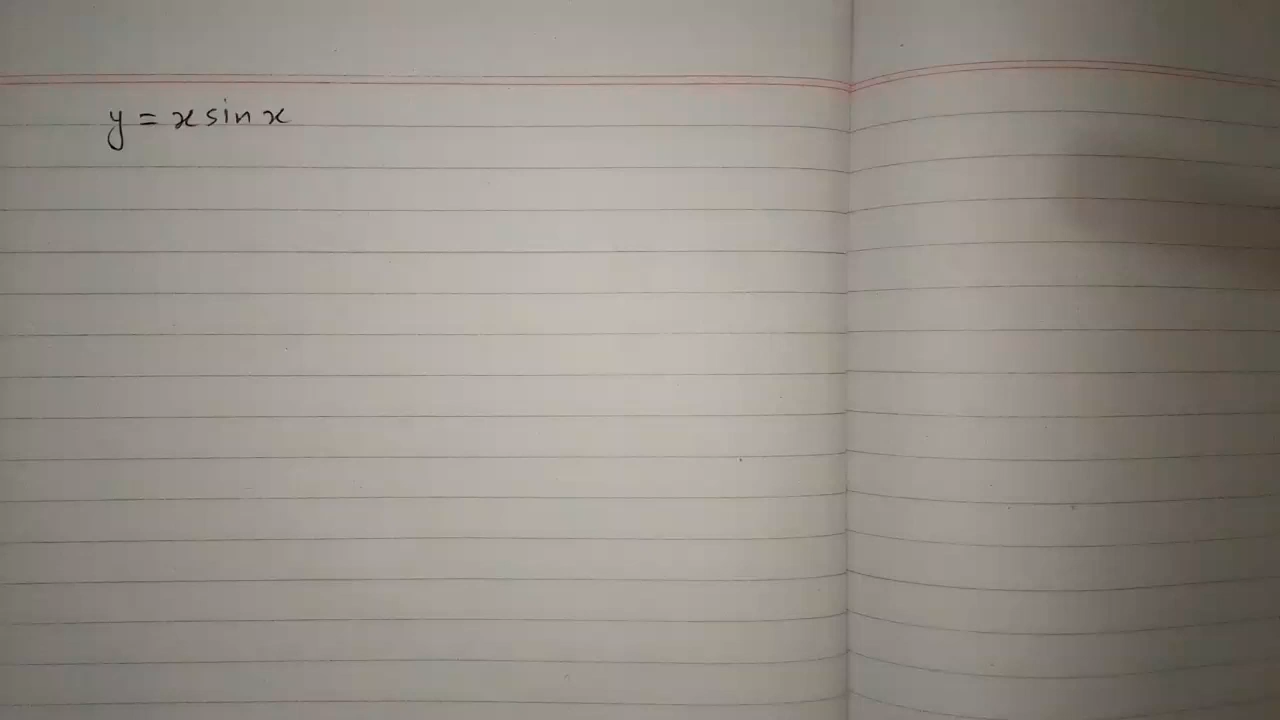 y = x sin x